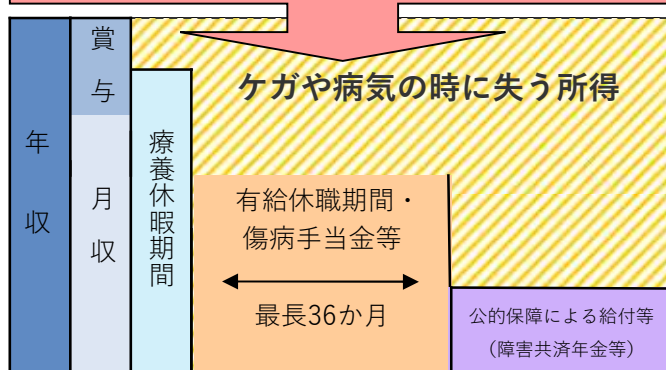 年収
賞与
月収
療養休暇期間
ケガや病気の時に失う所得
有給休職期間・
傷病手当金等
最長36か月
公的保障による給付等
（障害共済年金等）